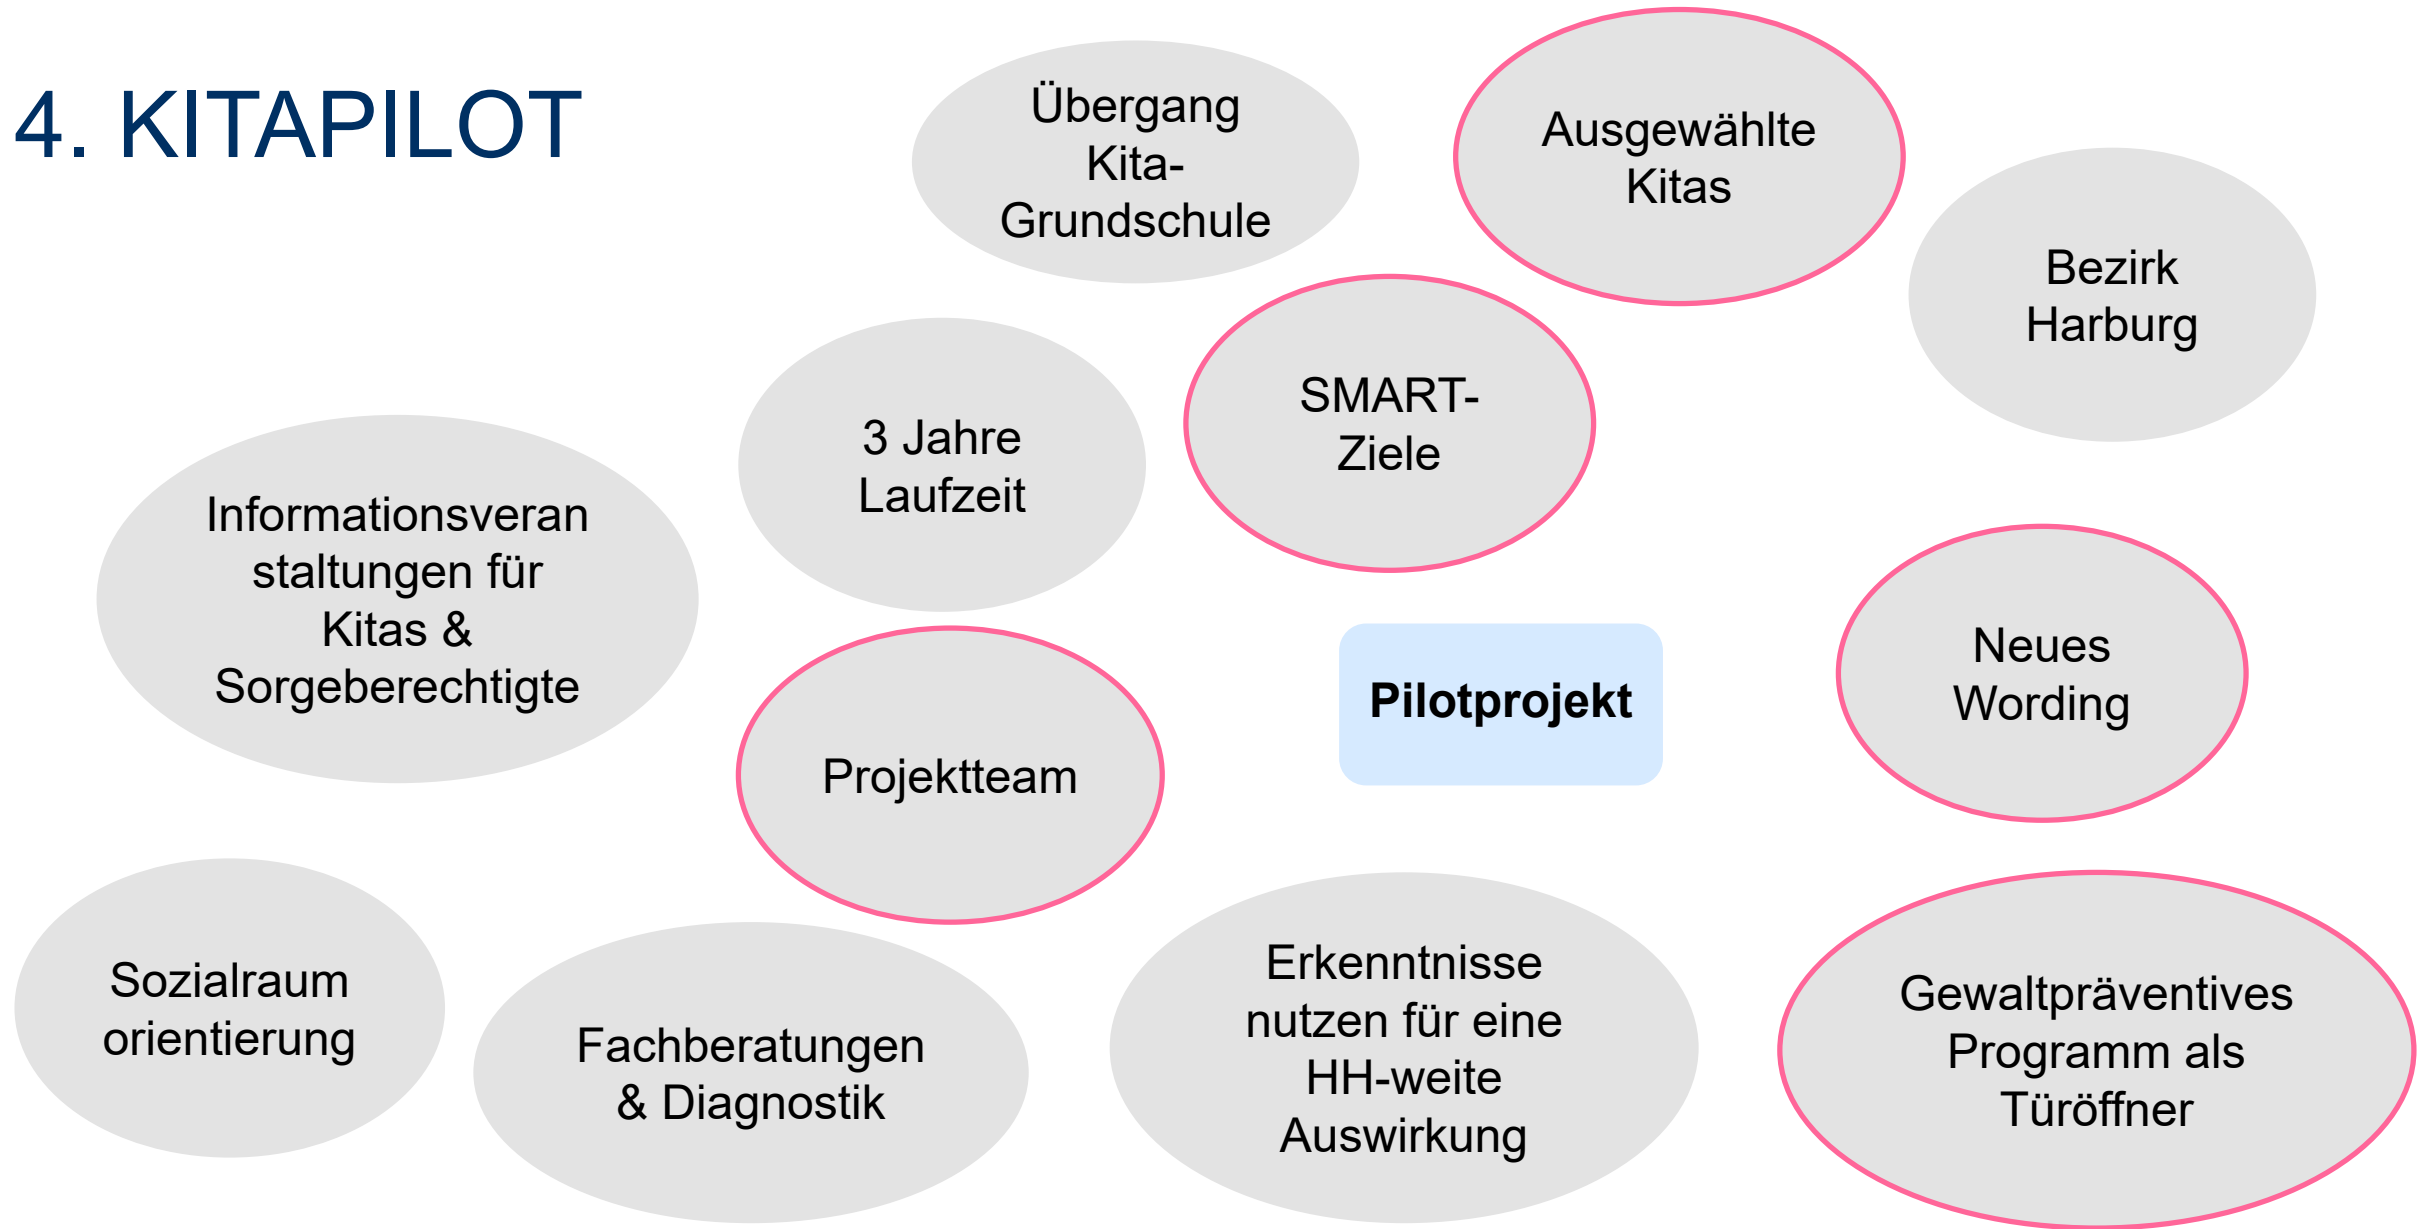 4. KITAPILOT
Übergang
Kita-
Grundschule
Ausgewählte
Kitas
Bezirk
Harburg
SMART-
Ziele
3 Jahre
Laufzeit
Informationsveran
staltungen für
Kitas &
Sorgeberechtigte
Neues
Wording
Pilotprojekt
Projektteam
Sozialraum
orientierung
Fachberatungen
& Diagnostik
Erkenntnisse
nutzen für eine
HH-weite
Auswirkung
Gewaltpräventives
Programm als
Türöffner